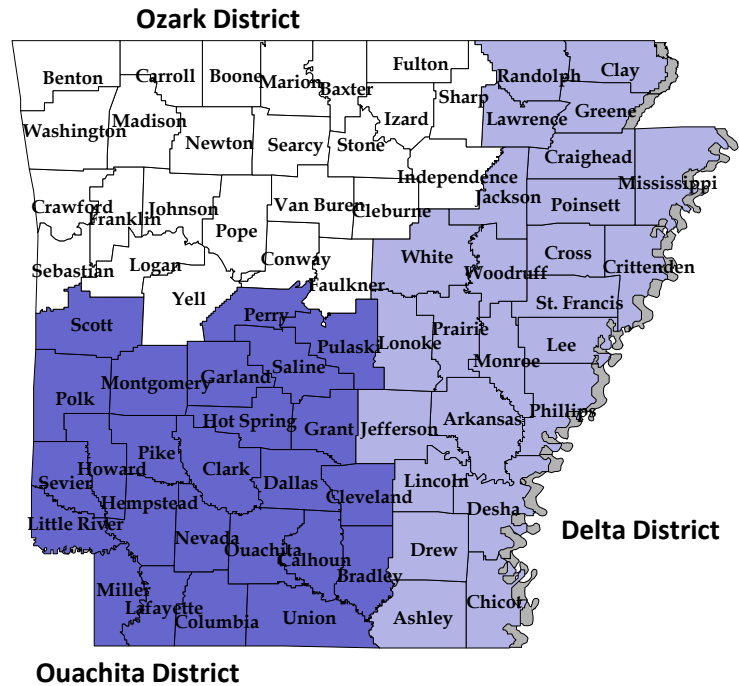 Ozark District
Benton
Carroll
Boone
Marion
Baxter
Fulton
Randolph
Clay
Sharp
Washington
Madison
Newton
Searcy
Stone
Izard
Lawrence
Greene
Independence
Craighead
Mississippi
Crawford
Franklin
Johnson
Pope
Van Buren
Cleburne
Jackson
Poinsett
Sebastian
Logan
Yell
Conway
Faulkner
White
Woodruff
Cross
Crittenden
St. Francis
Scott
Perry
Pulaski
Saline
Lonoke
Prairie
Monroe
Lee
Polk
Montgomery
Garland
Hot Spring
Grant
Jefferson
Arkansas
Phillips
Sevier
Howard
Pike
Clark
Dallas
Cleveland
Lincoln
Desha
Little River
Hempstead
Nevada
Ouachita
Calhoun
Bradley
Drew
Delta District
Miller
Lafayette
Columbia
Union
Ashley
Chicot
Ouachita District